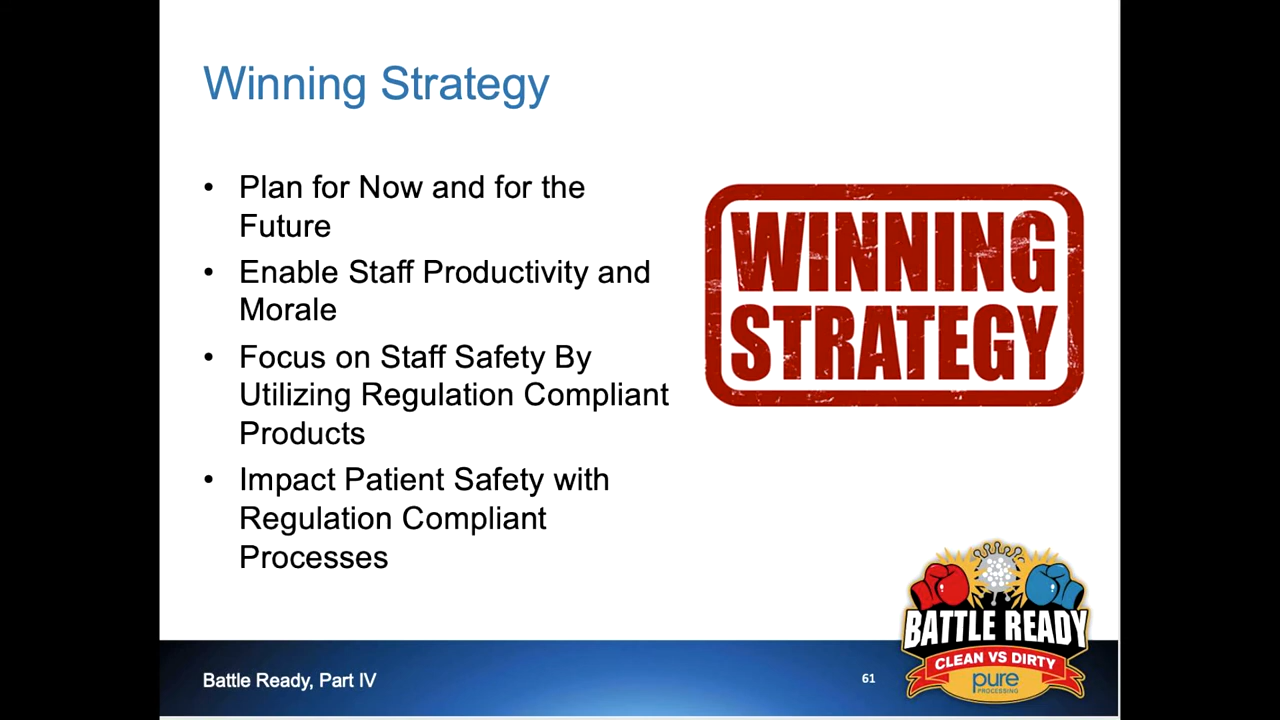 Winning Strategy
• Plan for Now and for the
Future
• Enable Staff Productivity and
Morale
• Focus on Staff Safety By
Utilizing Regulation Compliant
Products
• Impact Patient Safety with
Regulation Compliant
Processes
WINNING
STRATEGY
BATTLE READY
CLEAN VS DIRTY
pure
PROCESSING
Battle Ready, Part IV
61